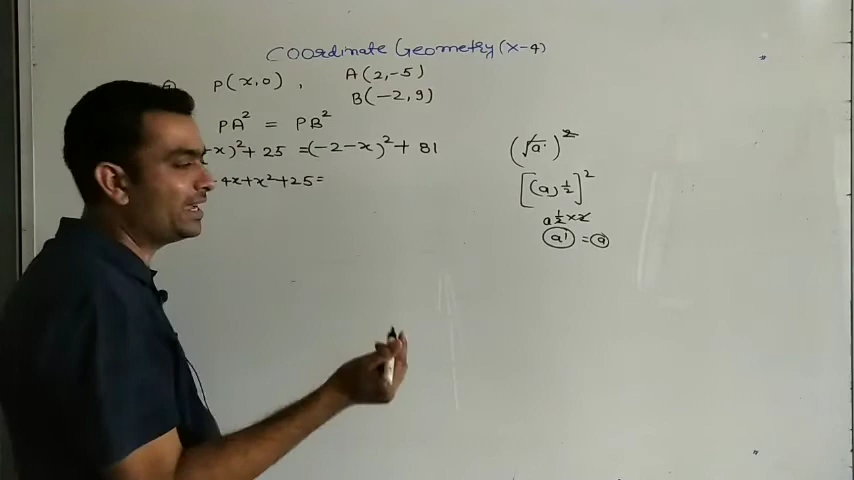 Coordinate Geometry (X-4)
P(x,0) , A(2,-5)
B(-2,9)
PA² = PB²
-x)² + 25 = (-2-x)² + 81
-4x+x²+25=
(√a)²
[(a)½]²
a½×2
a¹ = a